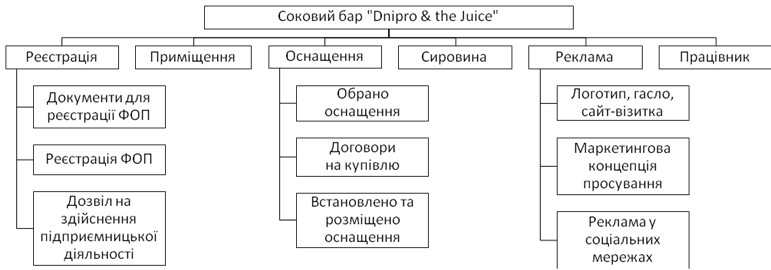 Соковий бар "Dnipro & the Juice"
Реєстрація
Приміщення
Оснащення
Сировина
Реклама
Працівник
Документи для
реєстрації ФОП
Реєстрація ФОП
Дозвіл на
здійснення
підприємницької
діяльності
Обрано
оснащення
Договори
на купівлю
Встановлено та
розміщено
оснащення
Логотип, гасло,
сайт-візитка
Маркетингова
концепція
просування
Реклама у
соціальних
мережах